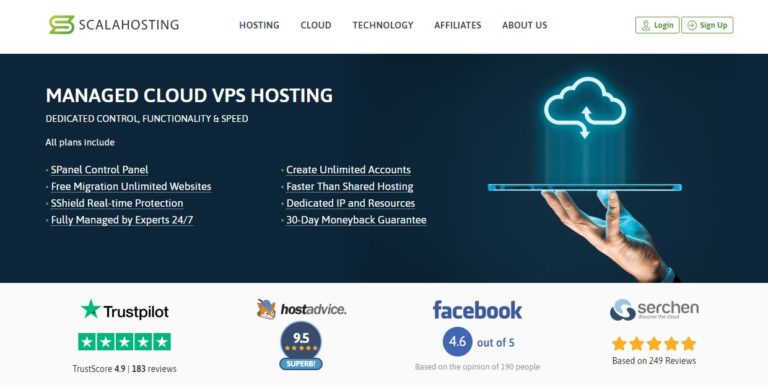 SCALAHOSTING
HOSTING
CLOUD
TECHNOLOGY
AFFILIATES
ABOUT US
Login
Sign Up
MANAGED CLOUD VPS HOSTING
DEDICATED CONTROL, FUNCTIONALITY & SPEED
All plans include
SPanel Control Panel
Free Migration Unlimited Websites
SShield Real-time Protection
Fully Managed by Experts 24/7
Create Unlimited Accounts
Faster Than Shared Hosting
Dedicated IP and Resources
30-Day Moneyback Guarantee
Trustpilot
TrustScore 4.9 | 183 reviews
hostadvice.
9.5
SUPERB!
facebook
4.6 out of 5
Based on the opinion of 190 people
serchen
discover the cloud
Based on 249 Reviews